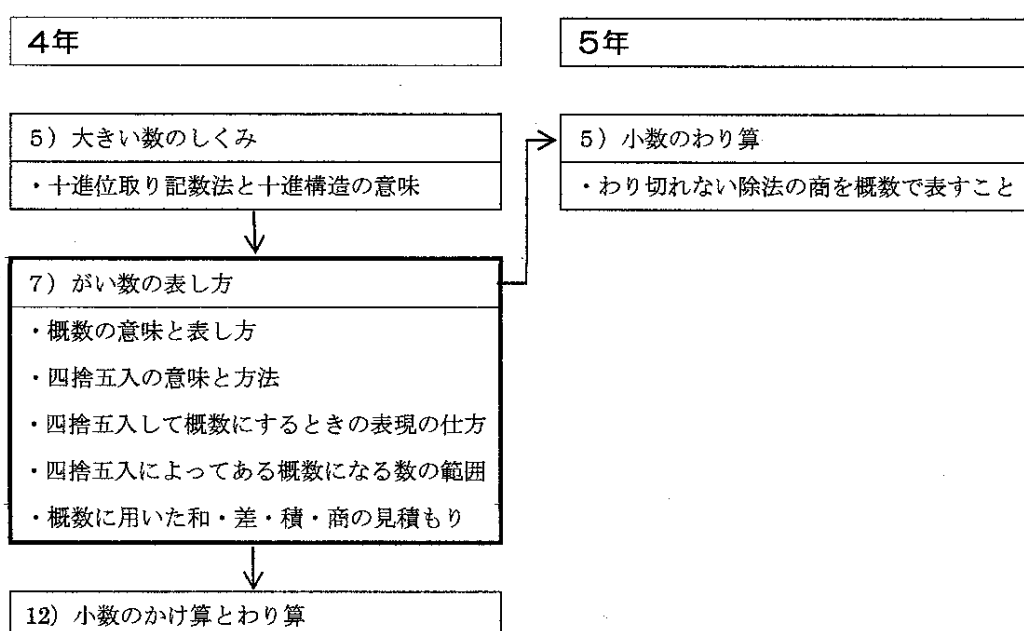 4年
5）大きい数のしくみ
・十進位取り記数法と十進構造の意味
7）がい数の表し方
・概数の意味と表し方
・四捨五入の意味と方法
・四捨五入して概数にするときの表現の仕方
・四捨五入によってある概数になる数の範囲
・概数に用いた和・差・積・商の見積もり
12）小数のかけ算とわり算
5年
5）小数のわり算
・わり切れない除法の商を概数で表すこと